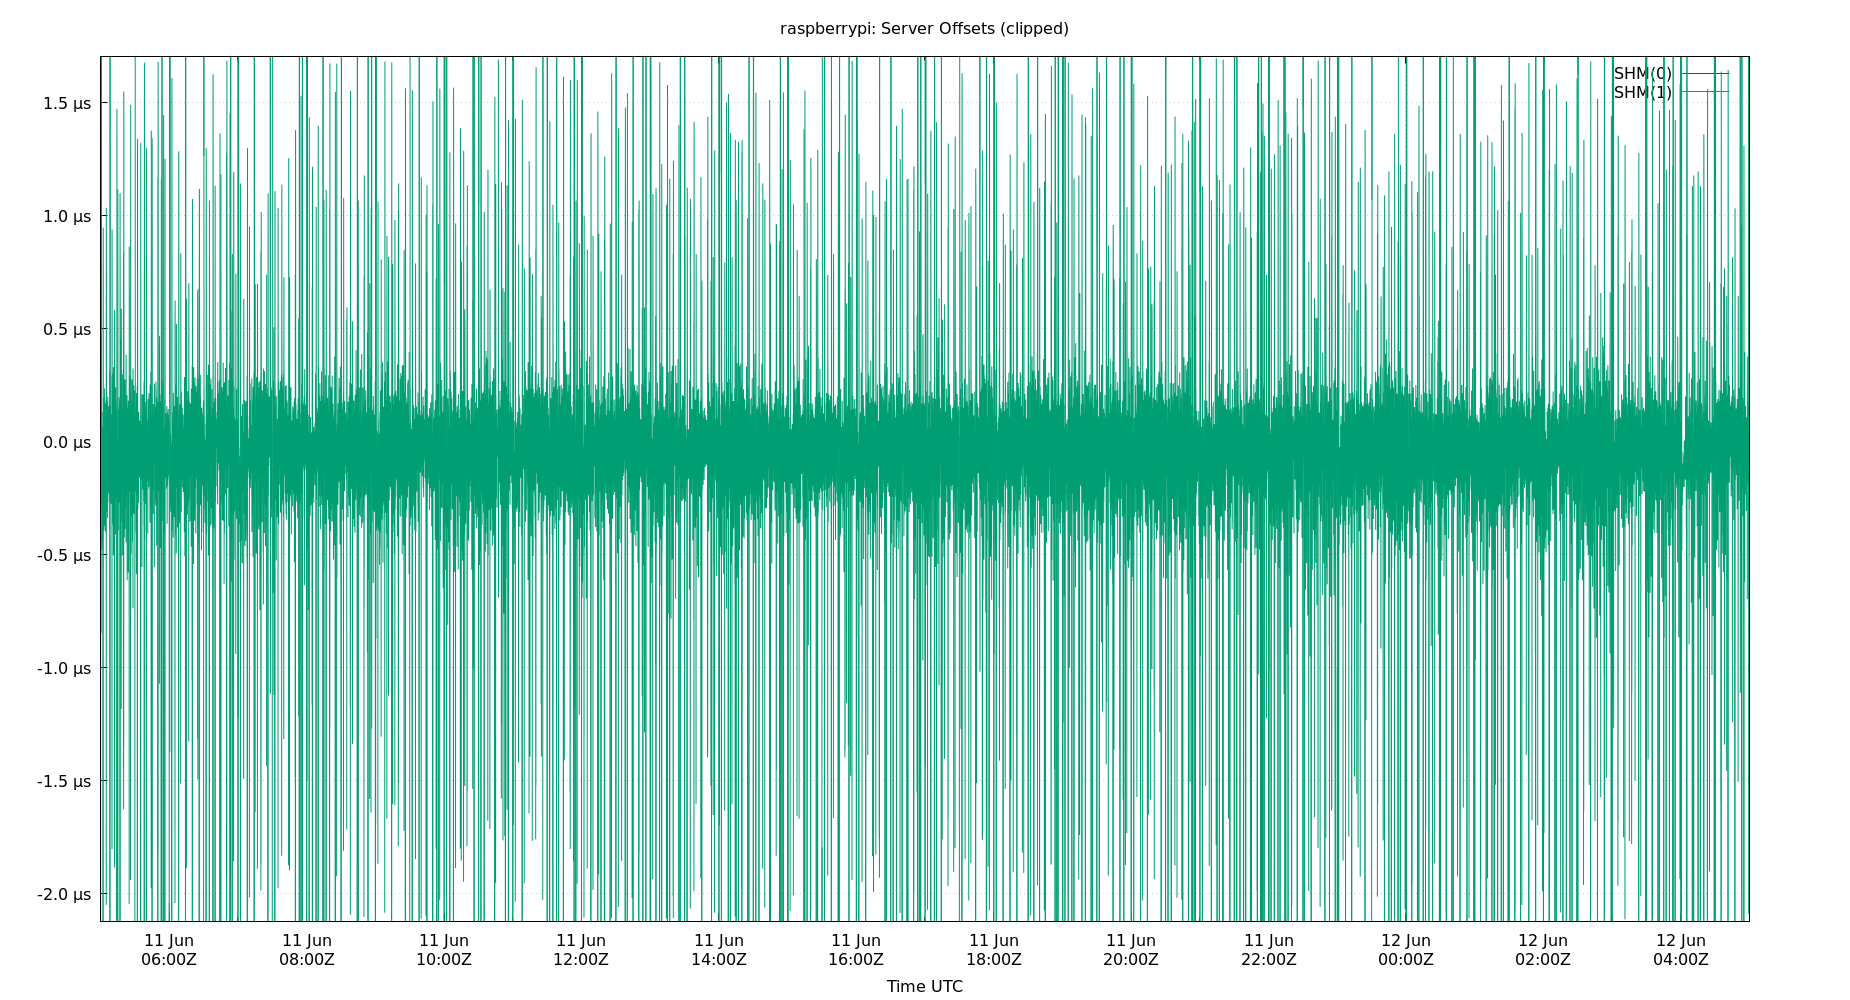 raspberrypi: Server Offsets (clipped)
SHM(0)
SHM(1)
1.5 µs
1.0 µs
0.5 µs
0.0 µs
-0.5 µs
-1.0 µs
-1.5 µs
-2.0 µs
11 Jun 11 Jun 11 Jun 11 Jun 11 Jun 11 Jun 11 Jun 11 Jun 11 Jun 12 Jun 12 Jun 12 Jun
06:00Z 08:00Z 10:00Z 12:00Z 14:00Z 16:00Z 18:00Z 20:00Z 22:00Z 00:00Z 02:00Z 04:00Z
Time UTC